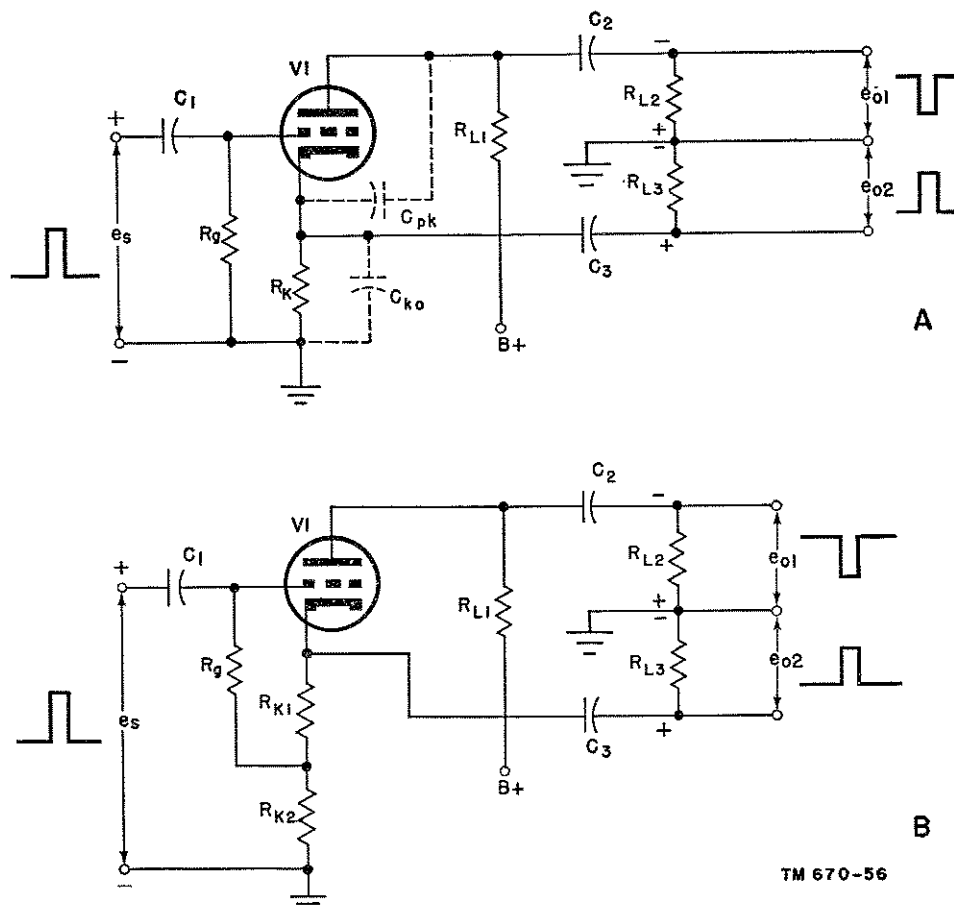 C2
V1
C1
RL2
eo1
RL1
+
−
+
−
es
Rg
Cpk
RL3
eo2
C3
+
RK
Cko
B+
−
A
C2
V1
C1
RL2
eo1
RL1
+
−
+
−
es
Rg
RK1
RL3
eo2
C3
+
B+
RK2
−
B
TM 670-56